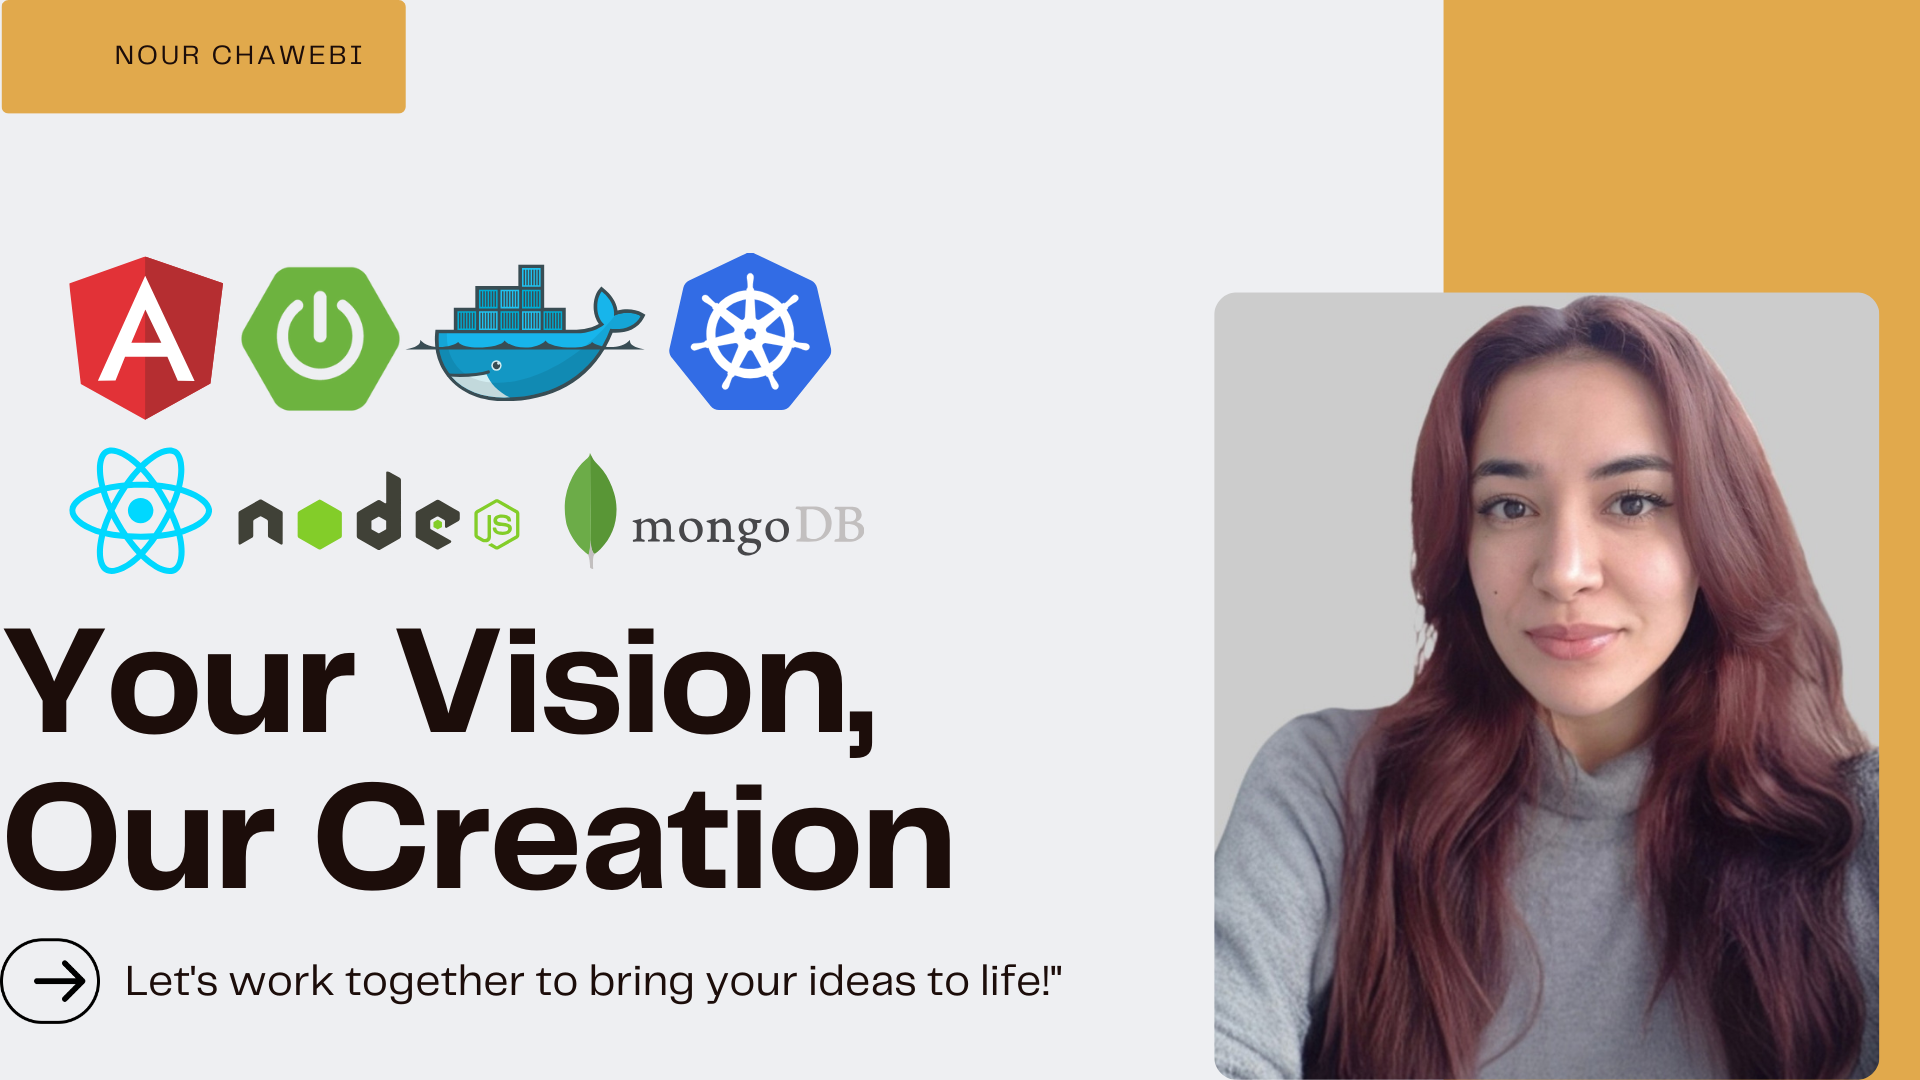 NOUR CHAWEBI
A
node JS
mongoDB
Your Vision,
Our Creation
Let's work together to bring your ideas to life!"